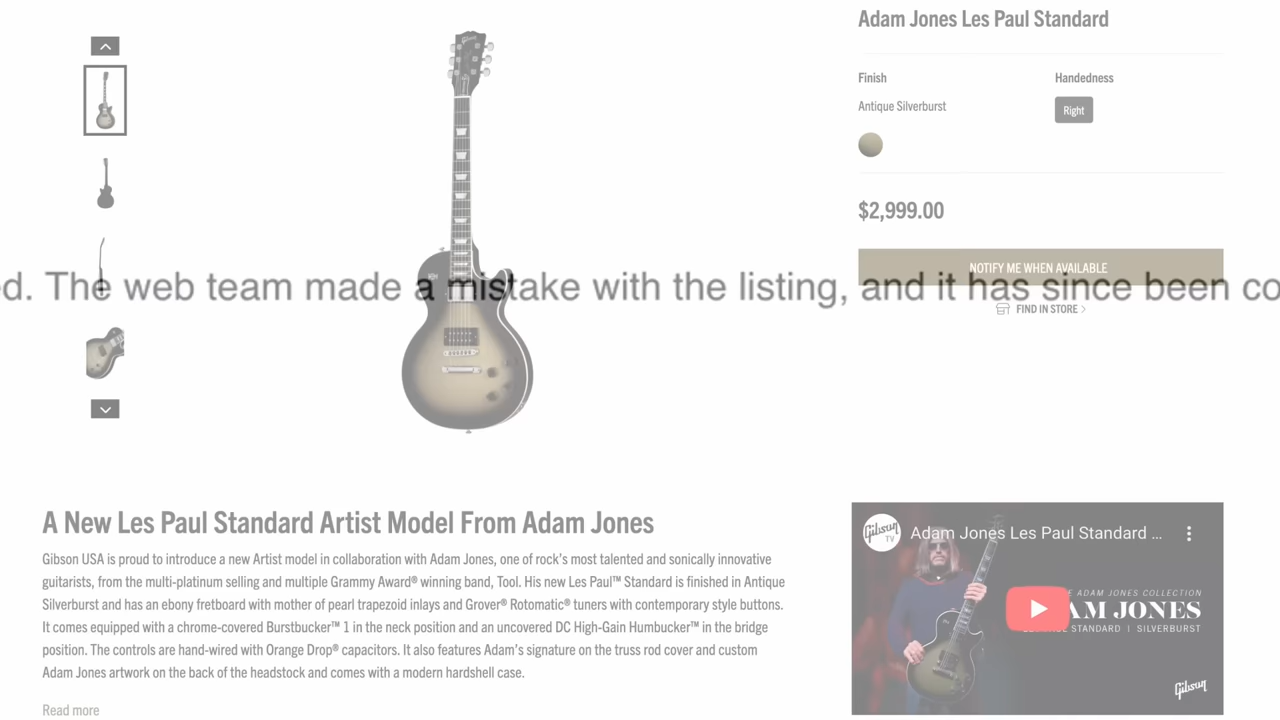 Adam Jones Les Paul Standard
Finish
Handedness
Antique Silverburst
Right
$2,999.00
NOTIFY ME WHEN AVAILABLE
d. The web team made a mistake with the listing, and it has since been co
FIND IN STORE
A New Les Paul Standard Artist Model From Adam Jones
Gibson USA is proud to introduce a new Artist model in collaboration with Adam Jones, one of rock's most talented and sonically innovative
guitarists, from the multi-platinum selling and multiple Grammy Award® winning band, Tool. His new Les Paul™ Standard is finished in Antique
Silverburst and has an ebony fretboard with mother of pearl trapezoid inlays and Grover® Rotomatic® tuners with contemporary style buttons.
It comes equipped with a chrome-covered Burstbucker™ 1 in the neck position and an uncovered DC High-Gain Humbucker™ in the bridge
position. The controls are hand-wired with Orange Drop® capacitors. It also features Adam's signature on the truss rod cover and custom
Adam Jones artwork on the back of the headstock and comes with a modern hardshell case.
Read more
Gibson
TV
Adam Jones Les Paul Standard ...
E ADAM JONES COLLECTION
AM JONES
STANDARD | SILVERBURST
Gibson